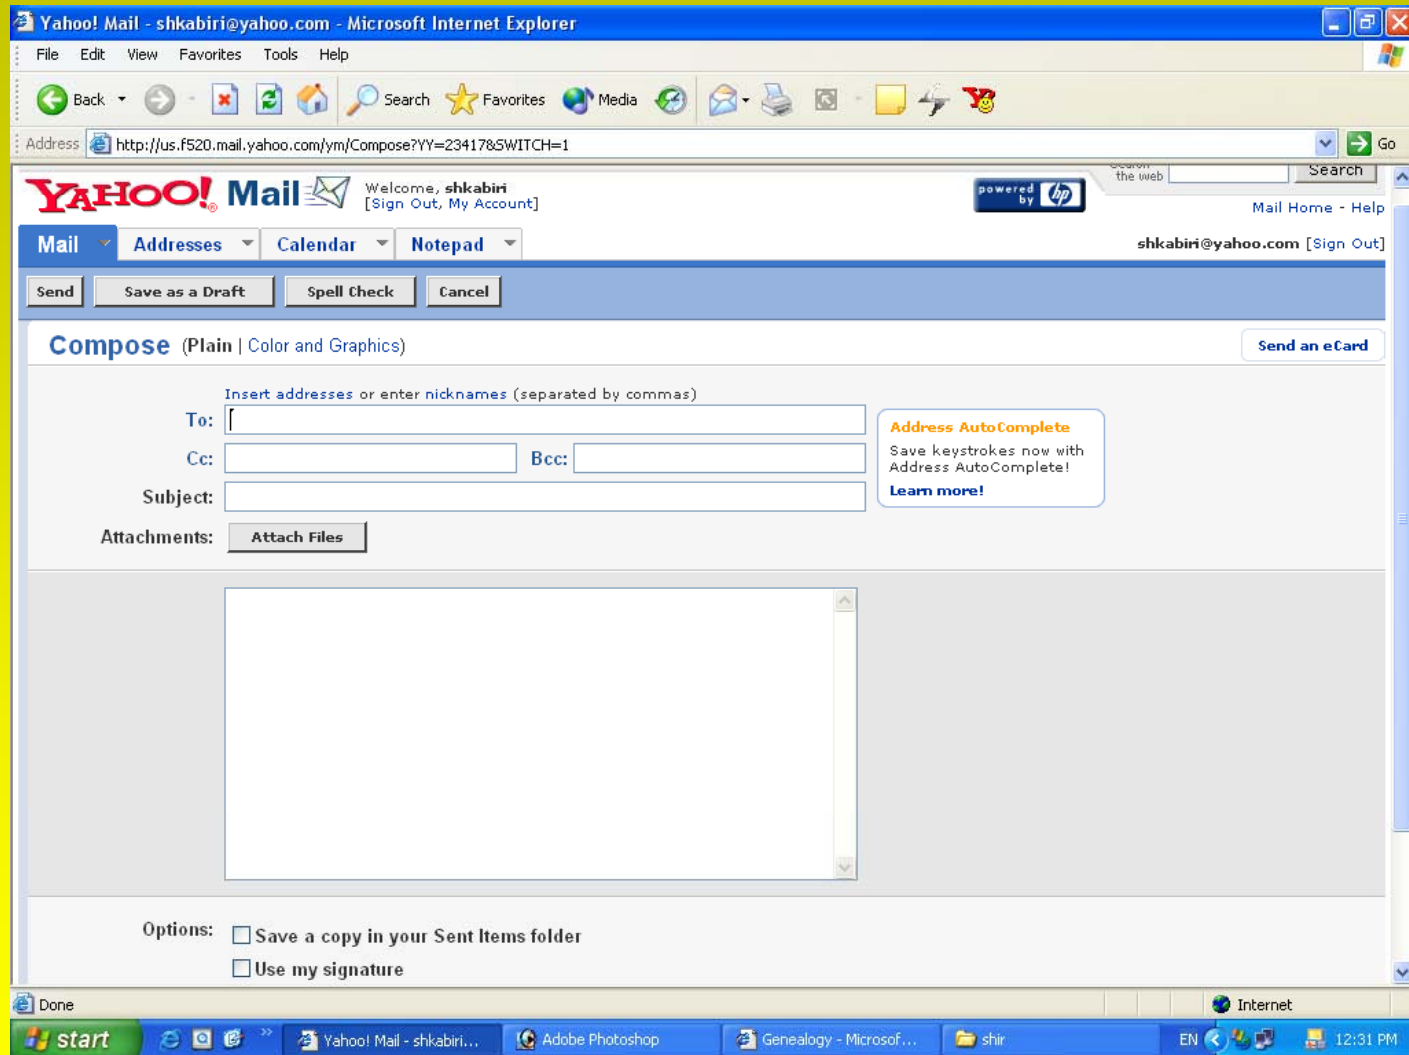 Yahoo! Mail - shkabiri@yahoo.com - Microsoft Internet Explorer
File Edit View Favorites Tools Help
Back Search Favorites Media
Address http://us.f520.mail.yahoo.com/ym/Compose?YY=23417&SWITCH=1 Go
the web Search
YAHOO! Mail Welcome, shkabiri
[Sign Out, My Account]
powered by hp
Mail Home - Help
Mail Addresses Calendar Notepad shkabiri@yahoo.com [Sign Out]
Send Save as a Draft Spell Check Cancel
Compose (Plain | Color and Graphics) Send an eCard
Insert addresses or enter nicknames (separated by commas)
To:
Cc: Bcc:
Subject:
Attachments: Attach Files
Address AutoComplete
Save keystrokes now with
Address AutoComplete!
Learn more!
Options: Save a copy in your Sent Items folder
Use my signature
Done Internet
start Yahoo! Mail - shkabiri... Adobe Photoshop Genealogy - Microsof... shir EN 12:31 PM